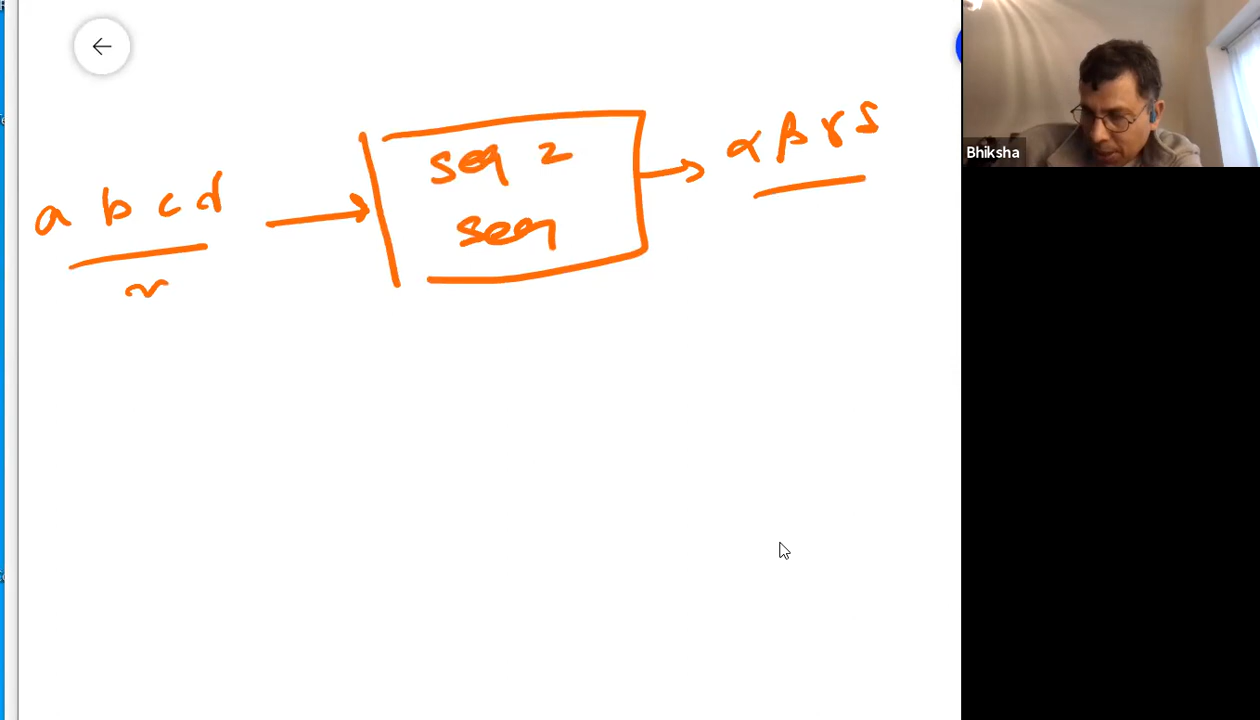 a b c d
seq 2
seq
α β γ δ
Bhiksha